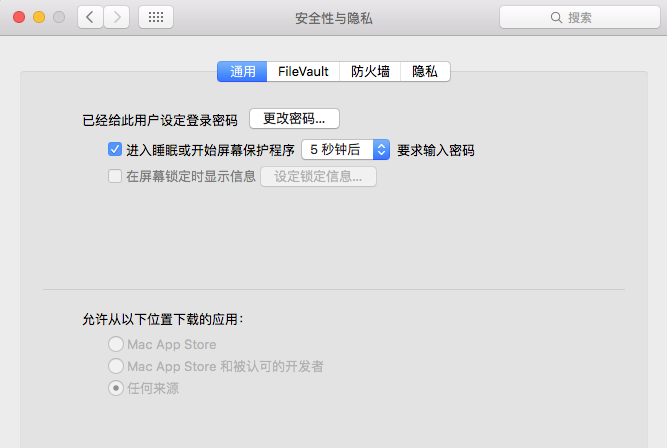 安全性与隐私
搜索
通用 FileVault 防火墙 隐私
已经给此用户设定登录密码 更改密码...
进入睡眠或开始屏幕保护程序 5 秒钟后 要求输入密码
在屏幕锁定时显示信息 设定锁定信息...
允许从以下位置下载的应用：
Mac App Store
Mac App Store 和被认可的开发者
任何来源